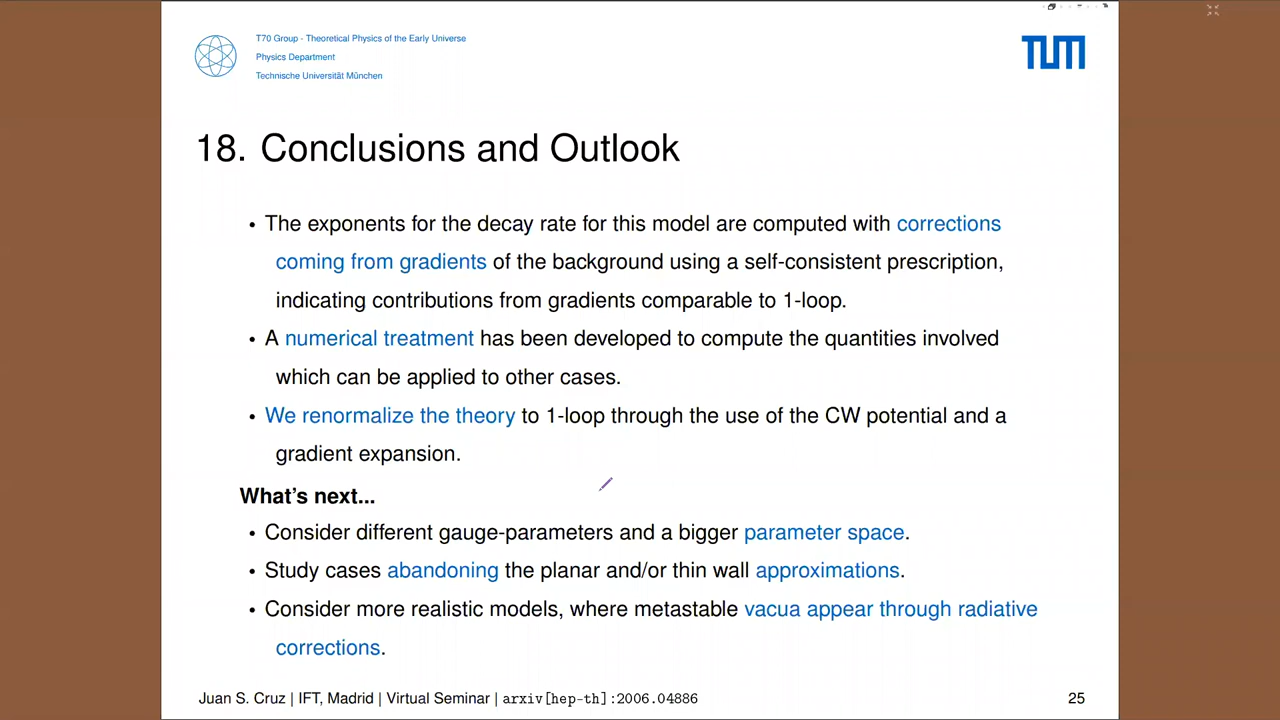 T70 Group - Theoretical Physics of the Early Universe
Physics Department
Technische Universität München
TUM
18. Conclusions and Outlook
• The exponents for the decay rate for this model are computed with corrections
coming from gradients of the background using a self-consistent prescription,
indicating contributions from gradients comparable to 1-loop.
• A numerical treatment has been developed to compute the quantities involved
which can be applied to other cases.
• We renormalize the theory to 1-loop through the use of the CW potential and a
gradient expansion.
What's next...
• Consider different gauge-parameters and a bigger parameter space.
• Study cases abandoning the planar and/or thin wall approximations.
• Consider more realistic models, where metastable vacua appear through radiative
corrections.
Juan S. Cruz | IFT, Madrid | Virtual Seminar | arxiv[hep-th]:2006.04886
25